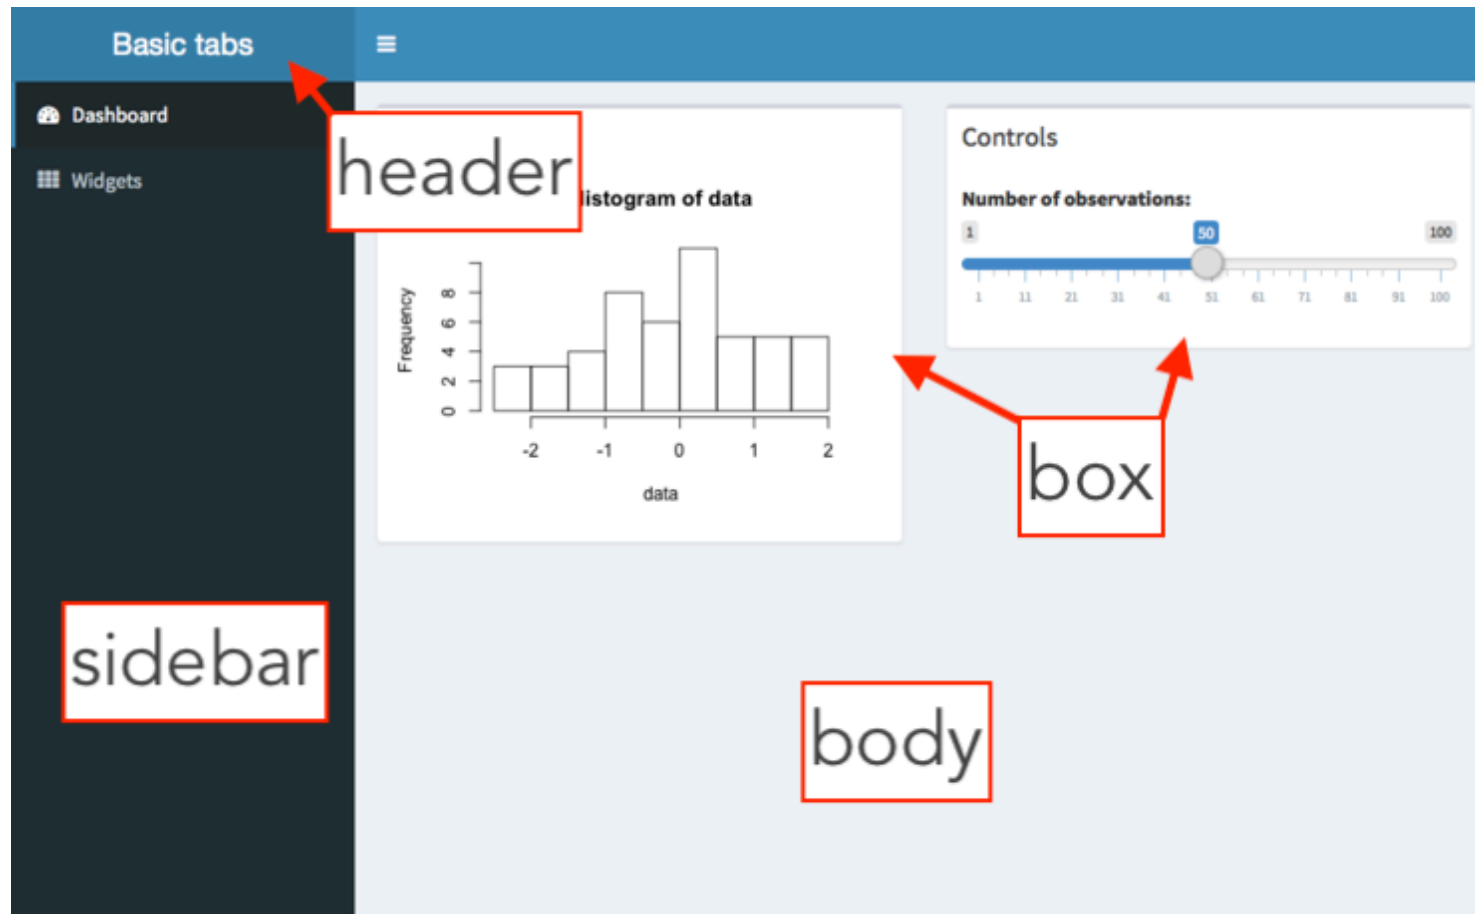 Basic tabs
Dashboard
Widgets
header
istogram of data
Frequency
0 2 4 6 8
-2 -1 0 1 2
data
Controls
Number of observations:
1 50 100
1 11 21 31 41 51 61 71 81 91 100
box
sidebar
body